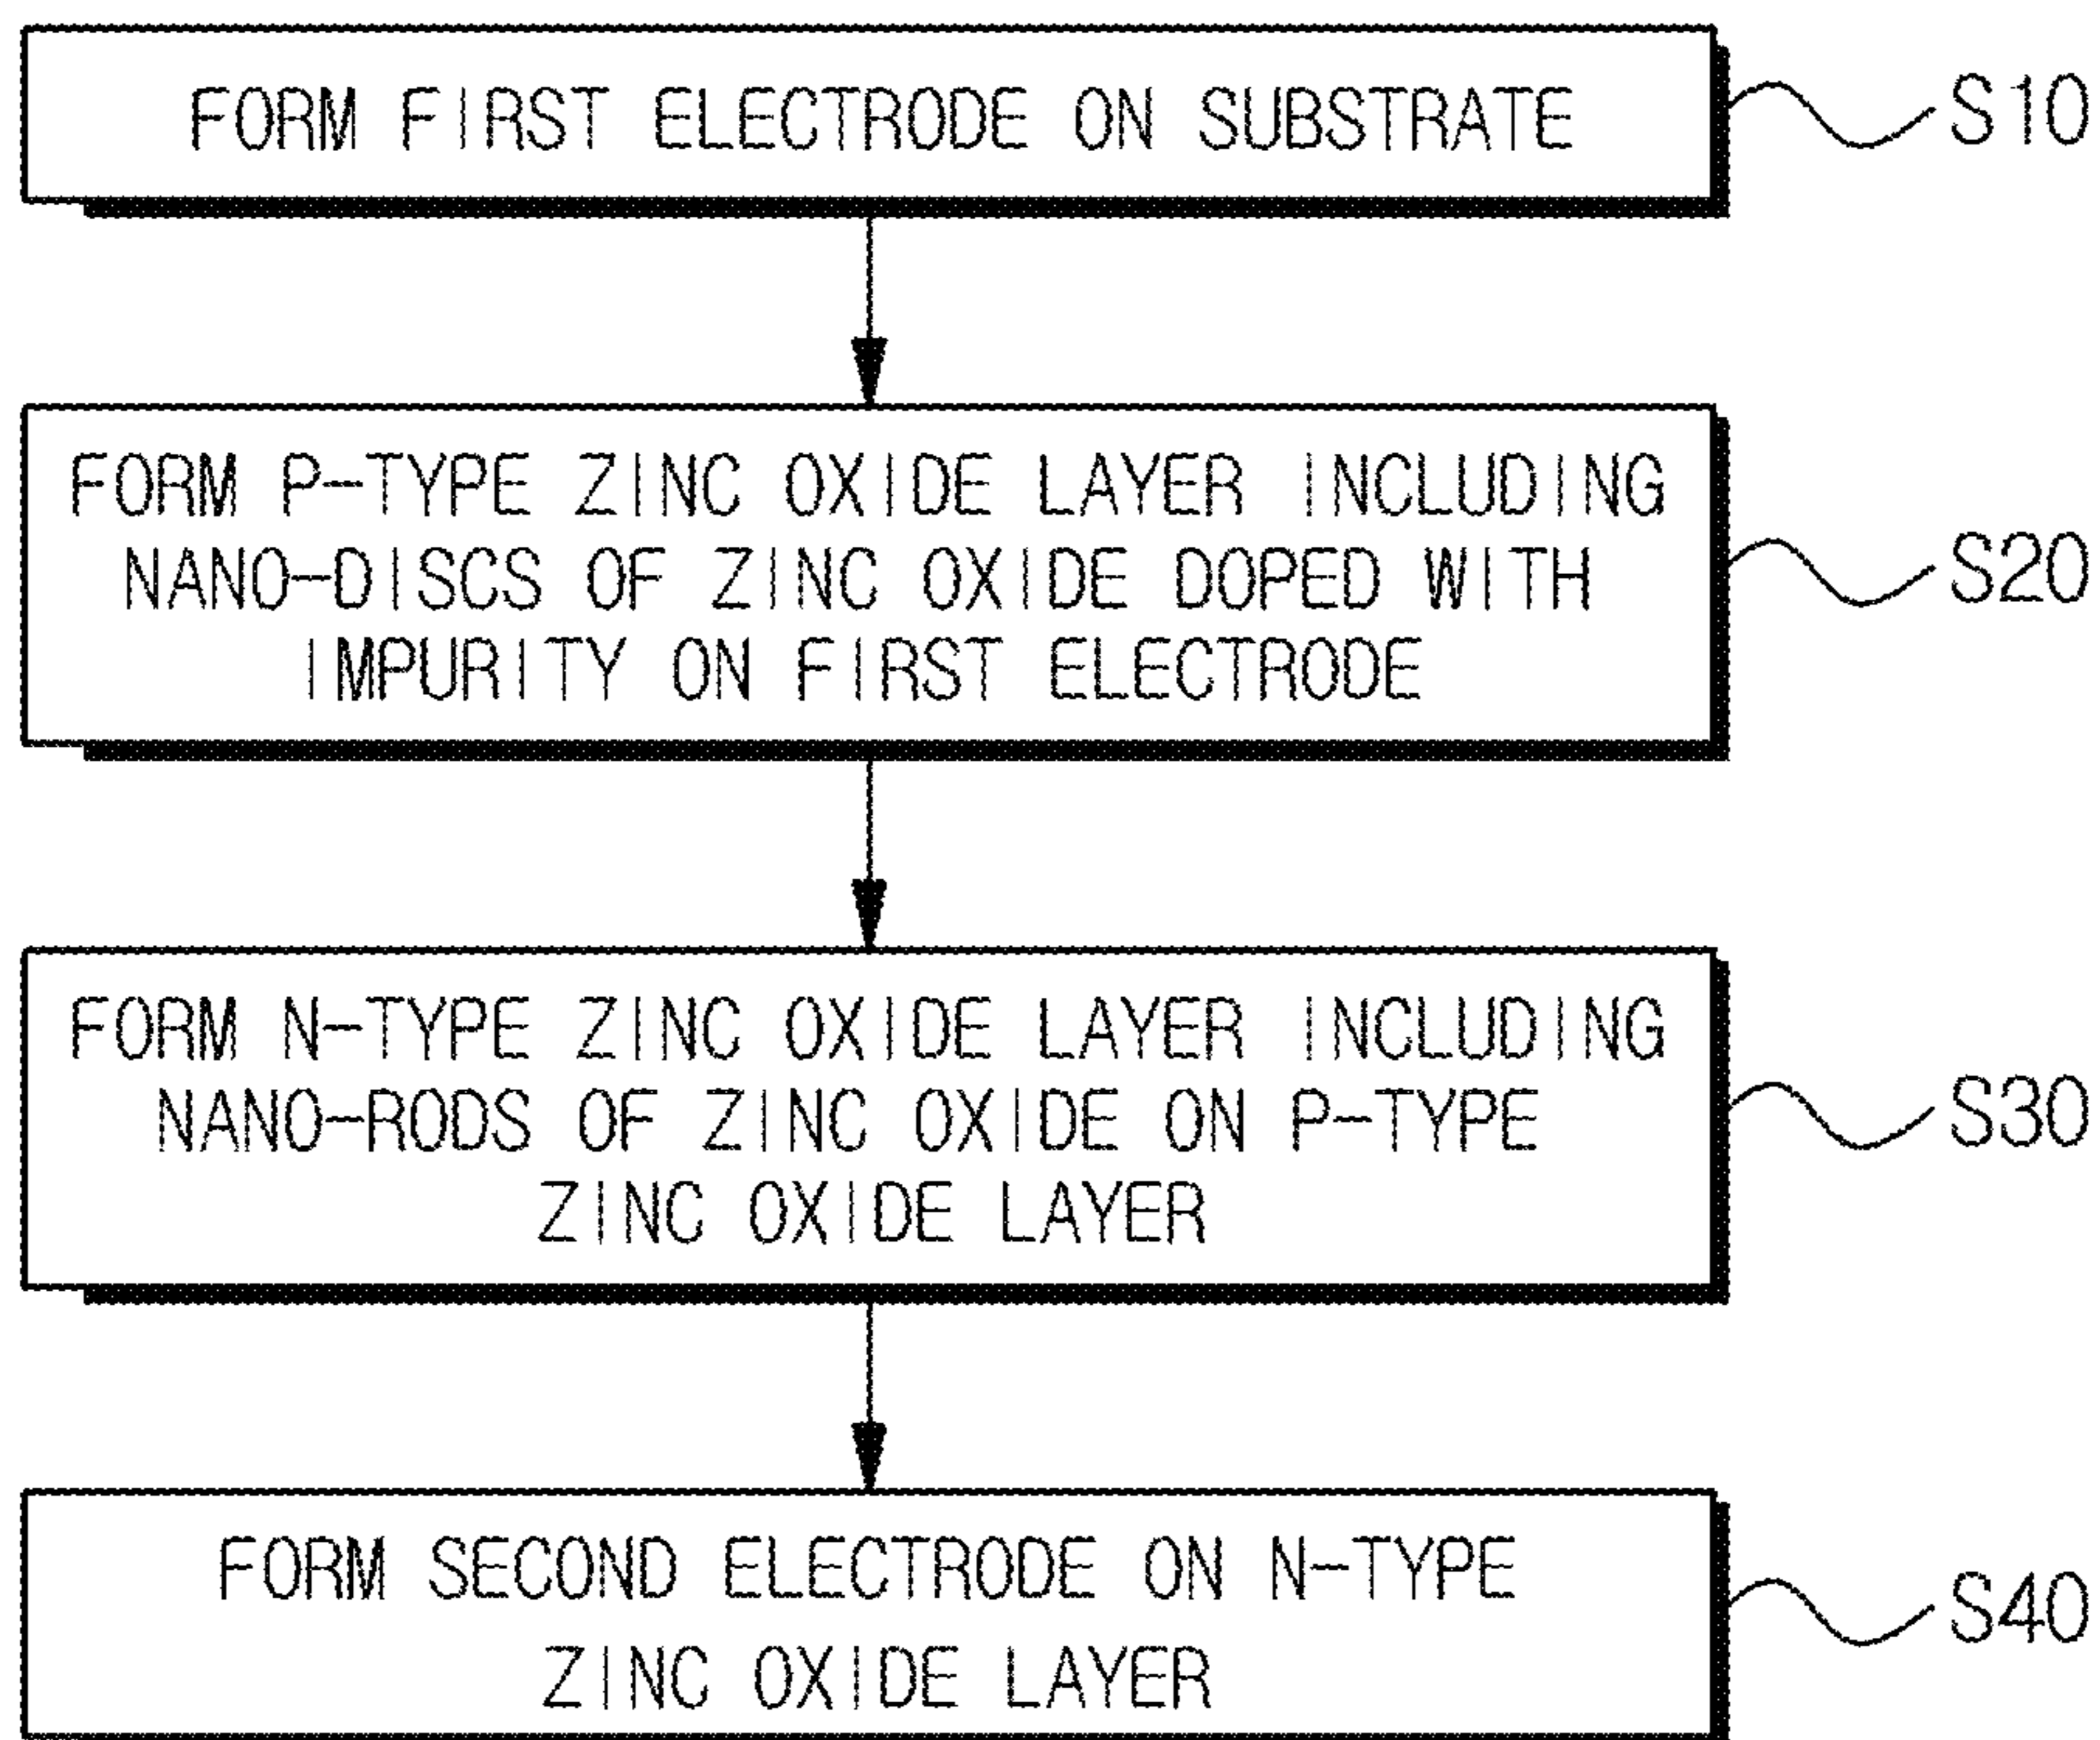 FORM FIRST ELECTRODE ON SUBSTRATE
S10
FORM P-TYPE ZINC OXIDE LAYER INCLUDING
NANO-DISCS OF ZINC OXIDE DOPED WITH
IMPURITY ON FIRST ELECTRODE
S20
FORM N-TYPE ZINC OXIDE LAYER INCLUDING
NANO-RODS OF ZINC OXIDE ON P-TYPE
ZINC OXIDE LAYER
S30
FORM SECOND ELECTRODE ON N-TYPE
ZINC OXIDE LAYER
S40